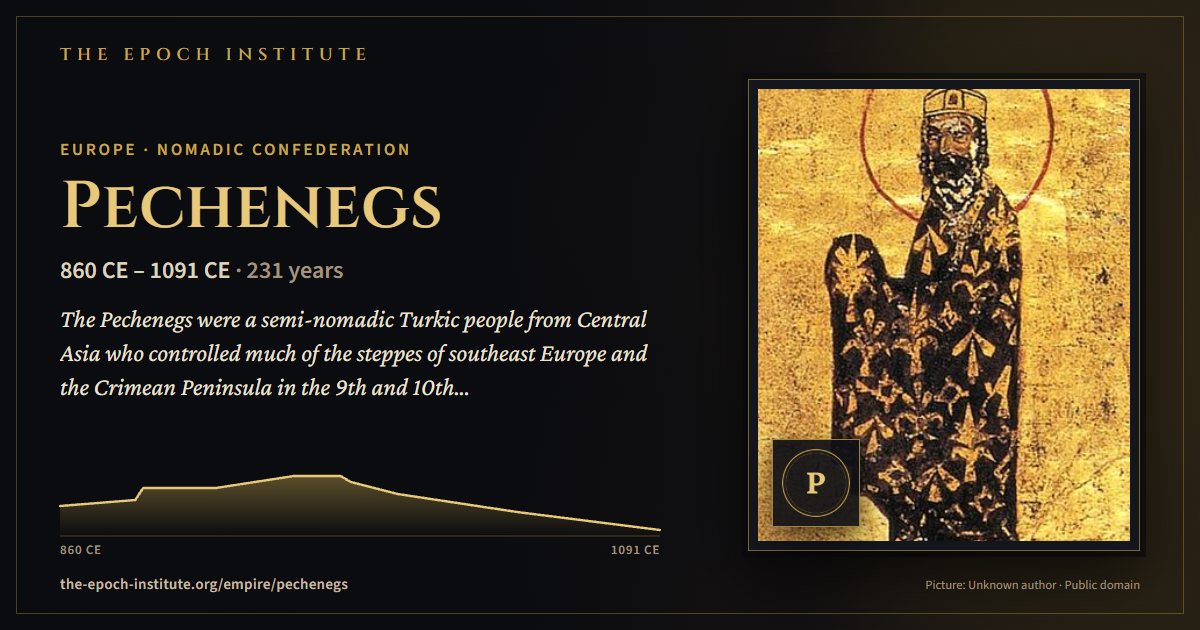 THE EPOCH INSTITUTE
EUROPE · NOMADIC CONFEDERATION
PECHENEGS
860 CE – 1091 CE · 231 years
The Pechenegs were a semi-nomadic Turkic people from Central
Asia who controlled much of the steppes of southeast Europe and
the Crimean Peninsula in the 9th and 10th...
860 CE
1091 CE
the-epoch-institute.org/empire/pechenegs
P
Picture: Unknown author · Public domain